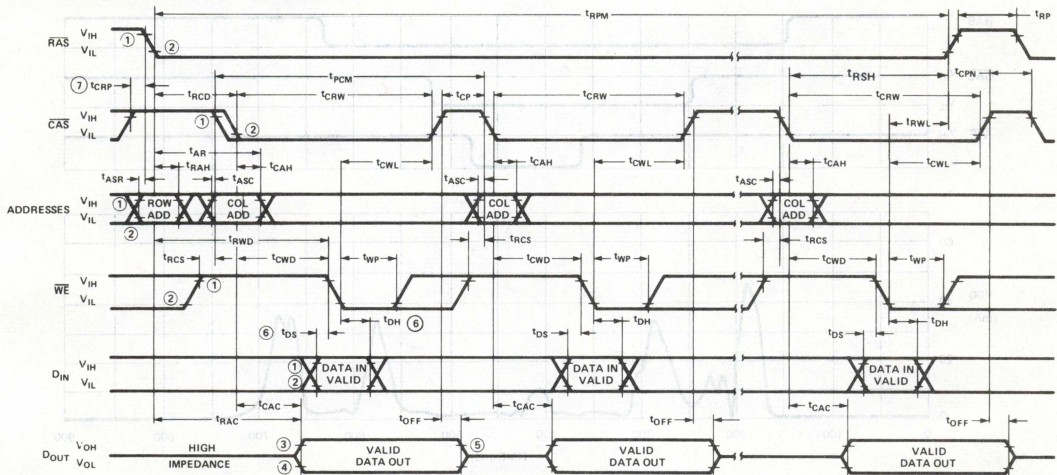 tRPM
tRP
RAS VIH ① ②
VIL
tPCM
tRSH
tCPN
⑦ tCRP
tRCD
tCRW
tCP
tCRW
tCRW
tRWL
CAS VIH ① ②
VIL
tAR
tRAH
tCAH
tCWL
tCAH
tCWL
tCAH
tCWL
tASR
tASC
tASC
tASC
ADDRESSES VIH ①
VIL ②
ROW ADD
COL ADD
COL ADD
COL ADD
tRWD
tRCS
tRCS
tRCS
tCWD
tWP
tCWD
tWP
tCWD
tWP
WE VIH ①
VIL ②
⑥ tDS
tDH ⑥
tDS
tDH
tDS
tDH
DIN VIH ①
VIL ②
DATA IN VALID
DATA IN VALID
DATA IN VALID
tCAC
tRAC
tOFF
tCAC
tOFF
tCAC
tOFF
DOUT VOH ③ ⑤
VOL ④
HIGH IMPEDANCE
VALID DATA OUT
VALID DATA OUT
VALID DATA OUT